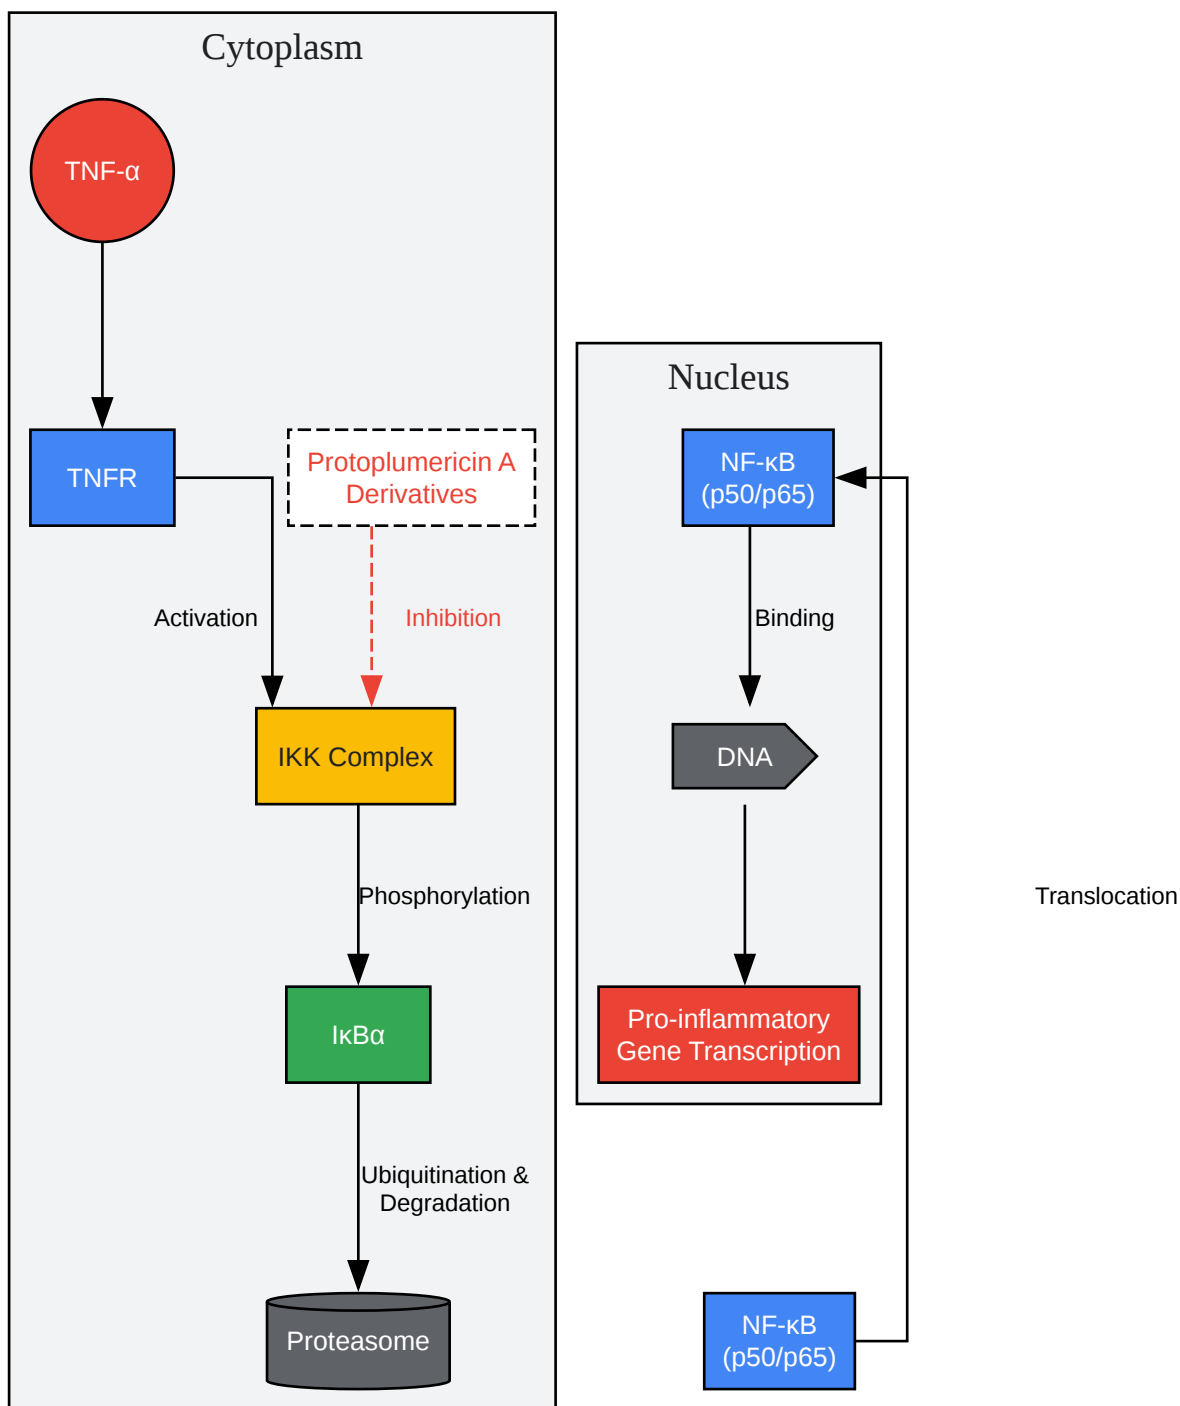 Cytoplasm
TNF-α
TNFR
Protoplumericin A
Derivatives
Activation
Inhibition
IKK Complex
Phosphorylation
IκBα
Ubiquitination &
Degradation
Proteasome
Nucleus
NF-κB
(p50/p65)
Binding
DNA
Pro-inflammatory
Gene Transcription
Translocation
NF-κB
(p50/p65)